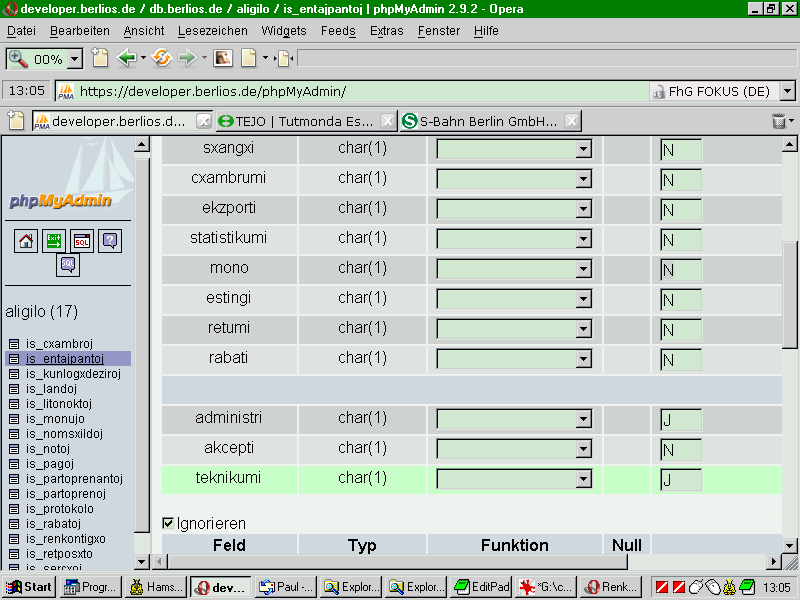 developer.berlios.de / db.berlios.de / aligilo / is_entajpantoj | phpMyAdmin 2.9.2 - Opera
Datei Bearbeiten Ansicht Lesezeichen Widgets Feeds Extras Fenster Hilfe
00%
13:05 PMA https://developer.berlios.de/phpMyAdmin/ FhG FOKUS (DE)
PMA developer.berlios.d... TEJO | Tutmonda Es... S-Bahn Berlin GmbH...
phpMyAdmin
Exit SQL ?
SQL
aligilo (17)
is_cxambroj
is_entajpantoj
is_kunlogxdeziroj
is_landoj
is_litonoktoj
is_monujo
is_nomsxildoj
is_notoj
is_pagoj
is_partoprenantoj
is_partoprenoj
is_protokolo
is_rabatoj
is_renkontigxo
is_retposxto
is_sercxoj
sxangxi char(1) N
cxambrumi char(1) N
ekzporti char(1) N
statistikumi char(1) N
mono char(1) N
estingi char(1) N
retumi char(1) N
rabati char(1) N
administri char(1) J
akcepti char(1) N
teknikumi char(1) J
Ignorieren
Feld Typ Funktion Null
Start Progr... Hams... dev... Paul -... Explor... Explor... EditPad *G:\c... Renk... 13:05